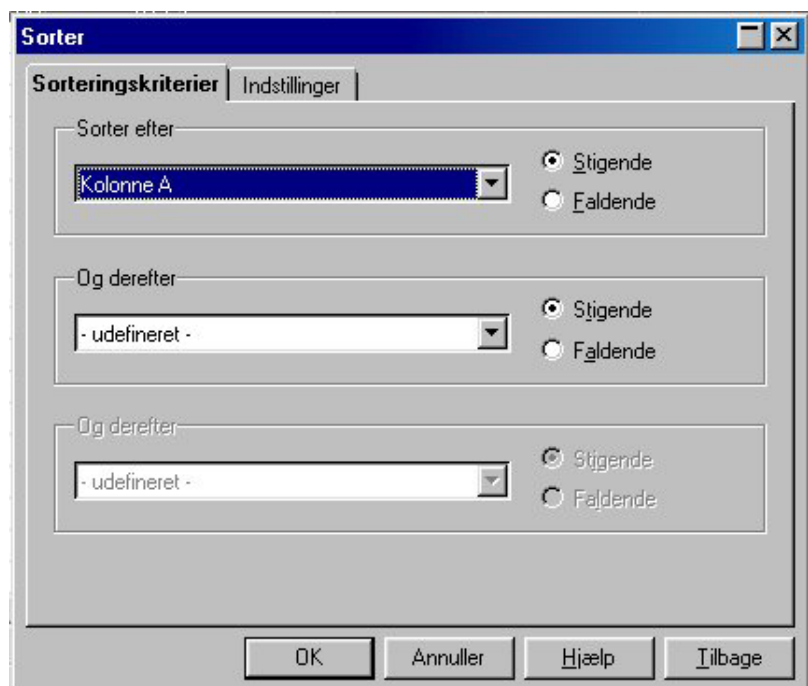 Sorter
Sorteringskriterier
Indstillinger
Sorter efter
Kolonne A
Stigende
Faldende
Og derefter
- udefineret -
Stigende
Faldende
Og derefter
- udefineret -
Stigende
Faldende
OK
Annuller
Hjælp
Tilbage